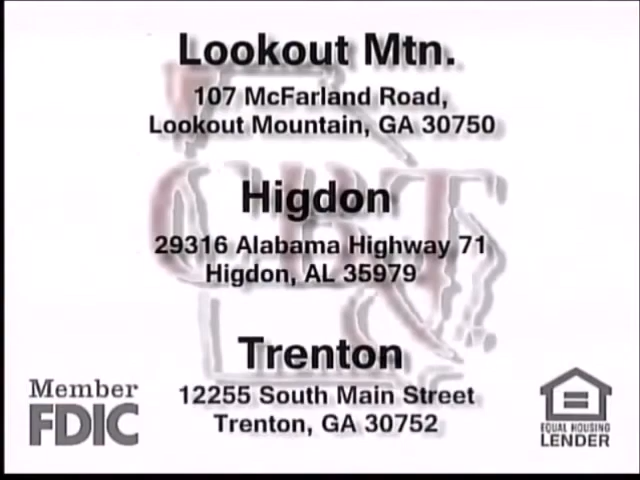 Lookout Mtn.
107 McFarland Road,
Lookout Mountain, GA 30750
CBT
Higdon
29316 Alabama Highway 71
Higdon, AL 35979
Trenton
12255 South Main Street
Trenton, GA 30752
Member
FDIC
EQUAL HOUSING
LENDER